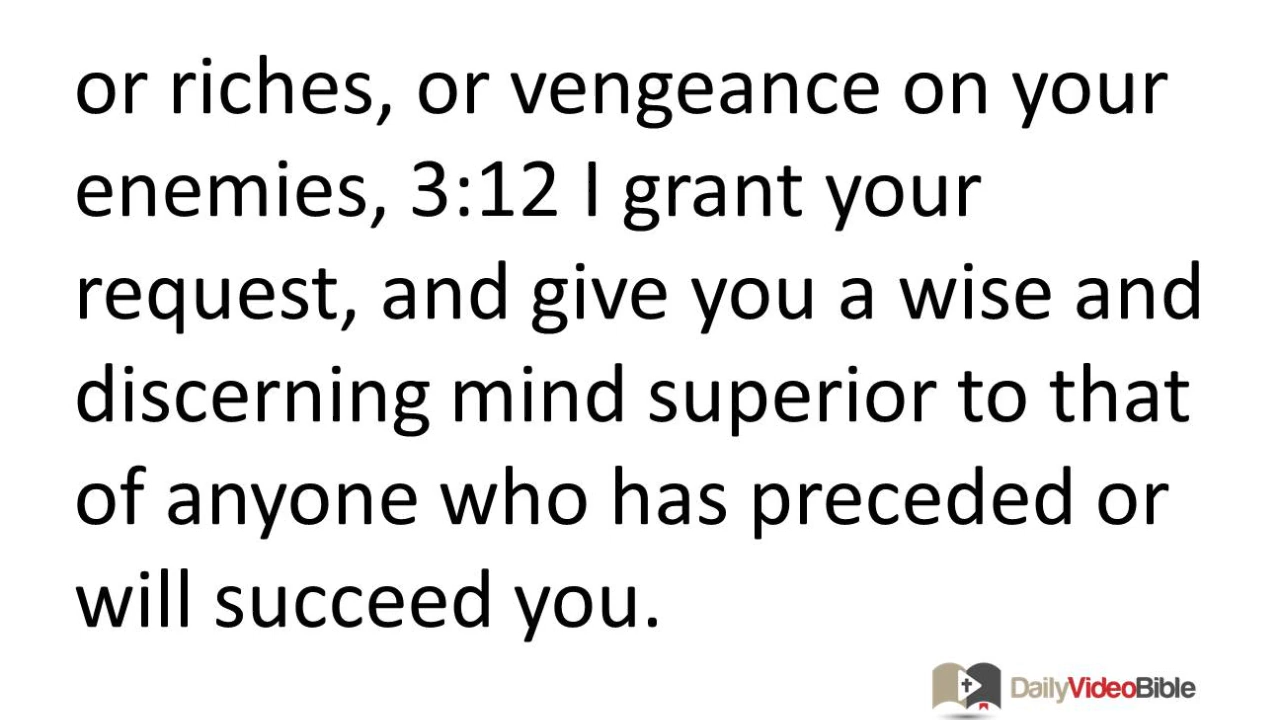 or riches, or vengeance on your
enemies, 3:12 I grant your
request, and give you a wise and
discerning mind superior to that
of anyone who has preceded or
will succeed you.
DailyVideoBible